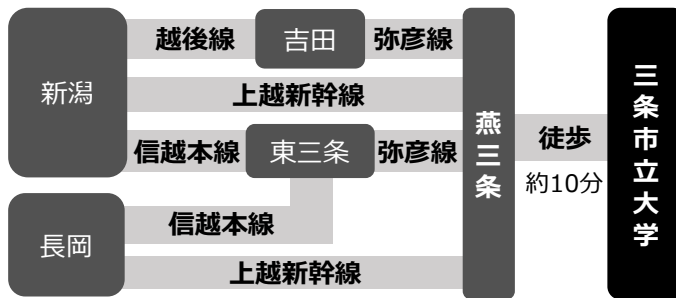 越後線 吉田 弥彦線
新潟
上越新幹線
信越本線 東三条 弥彦線
信越本線
長岡
上越新幹線
燕三条
徒歩
約10分
三条市立大学